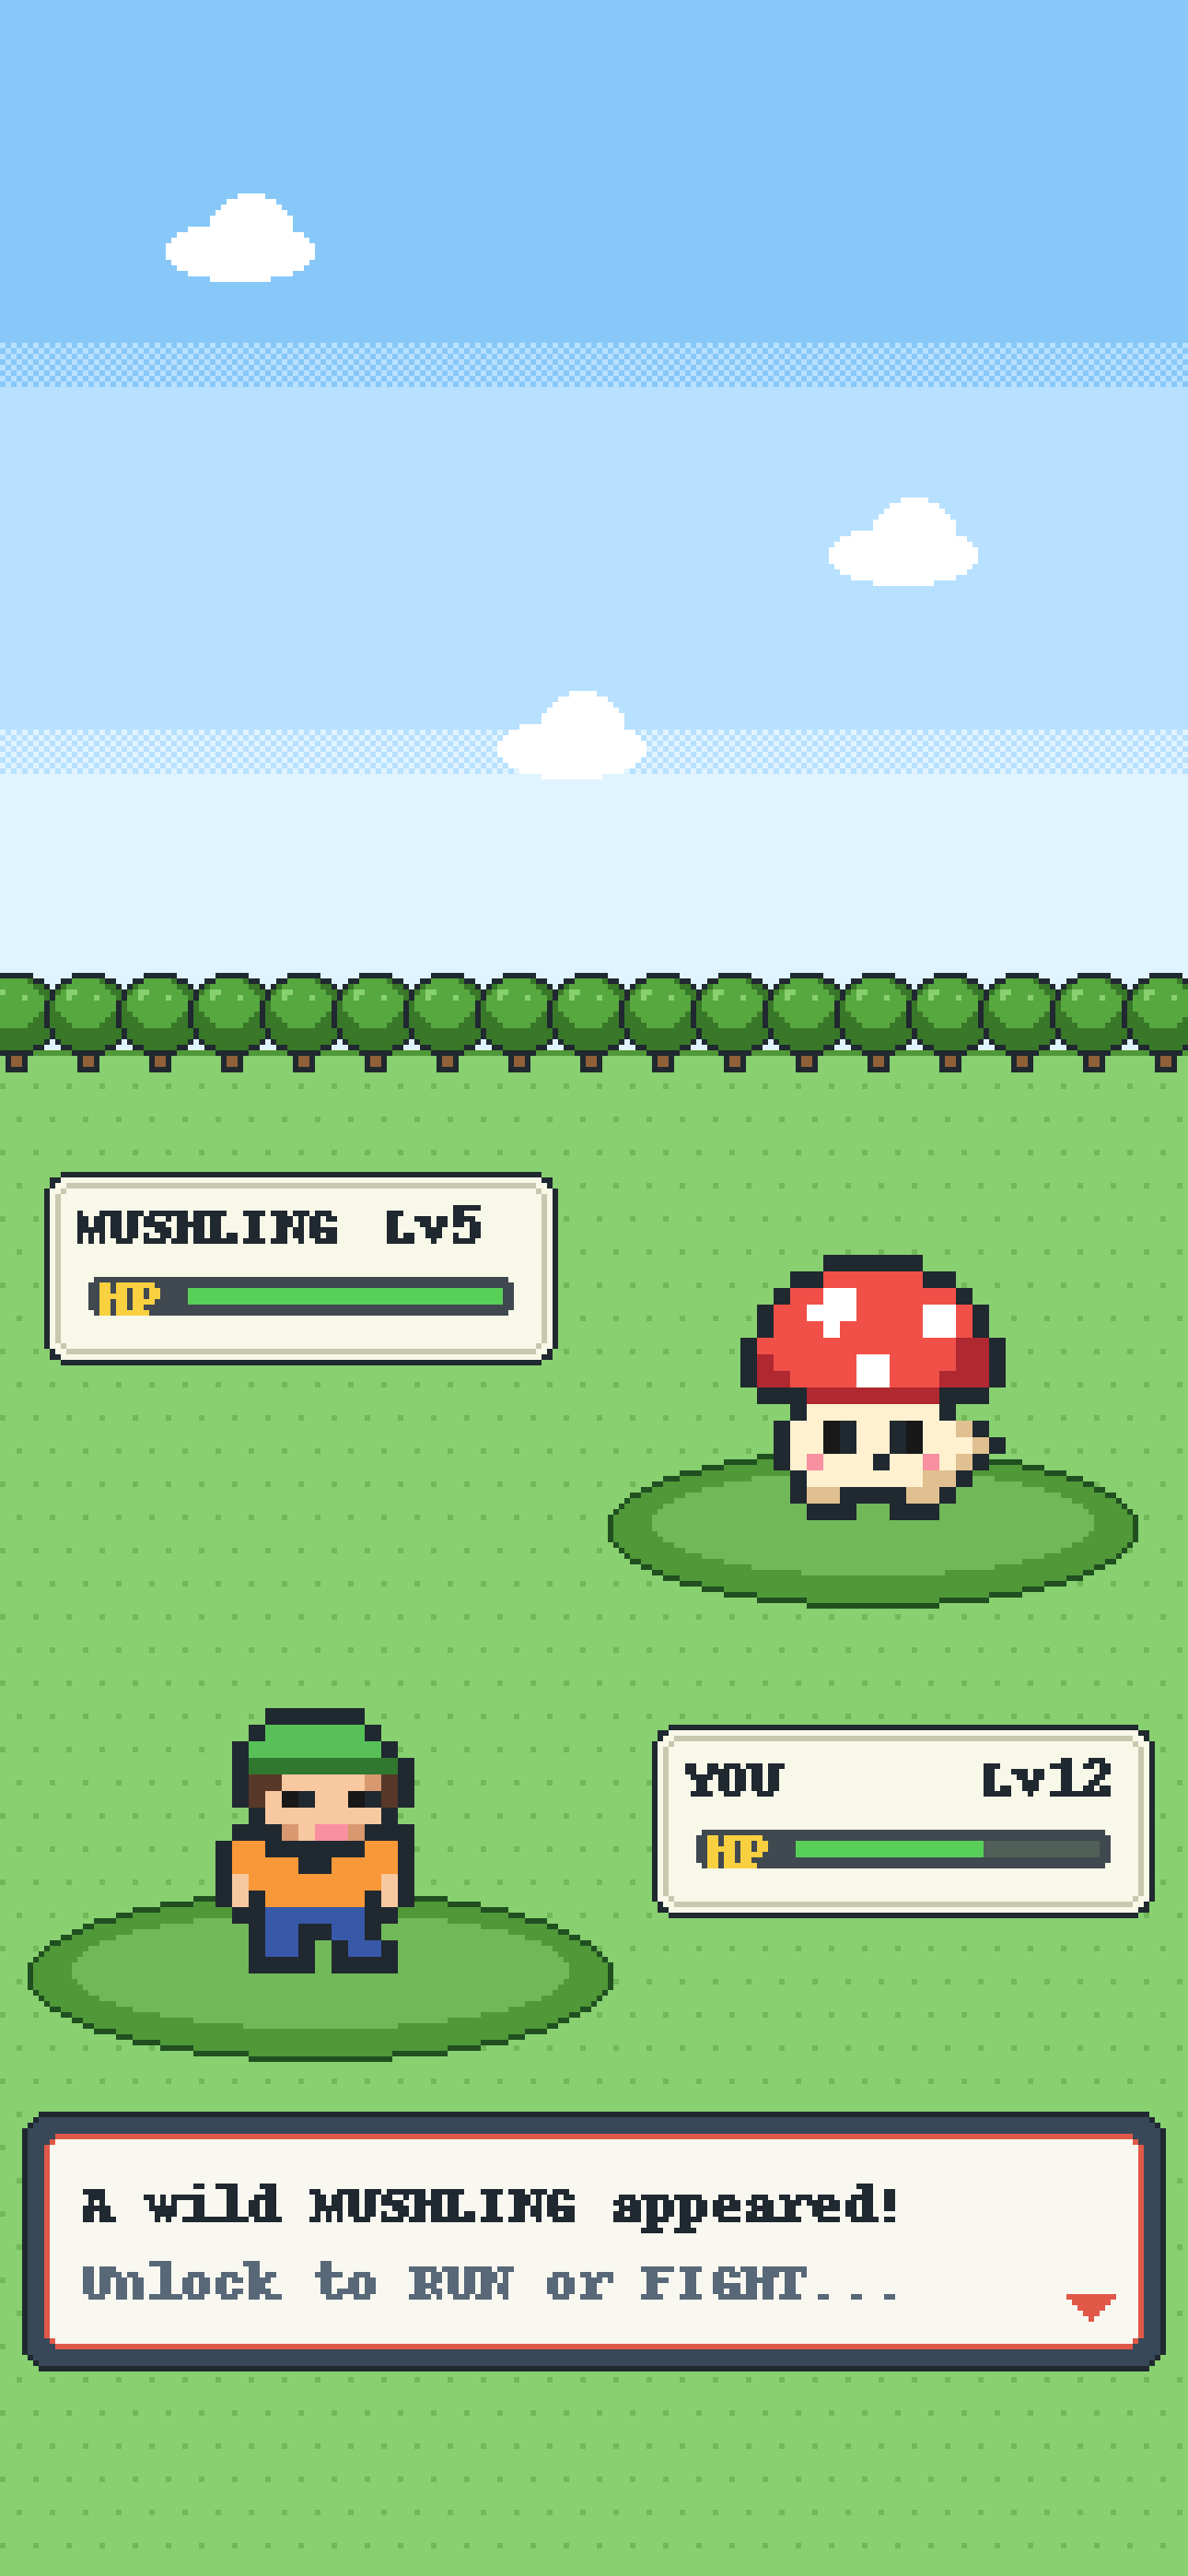 MUSHLING Lv5
HP
YOU Lv12
HP
A wild MUSHLING appeared!
Unlock to RUN or FIGHT...